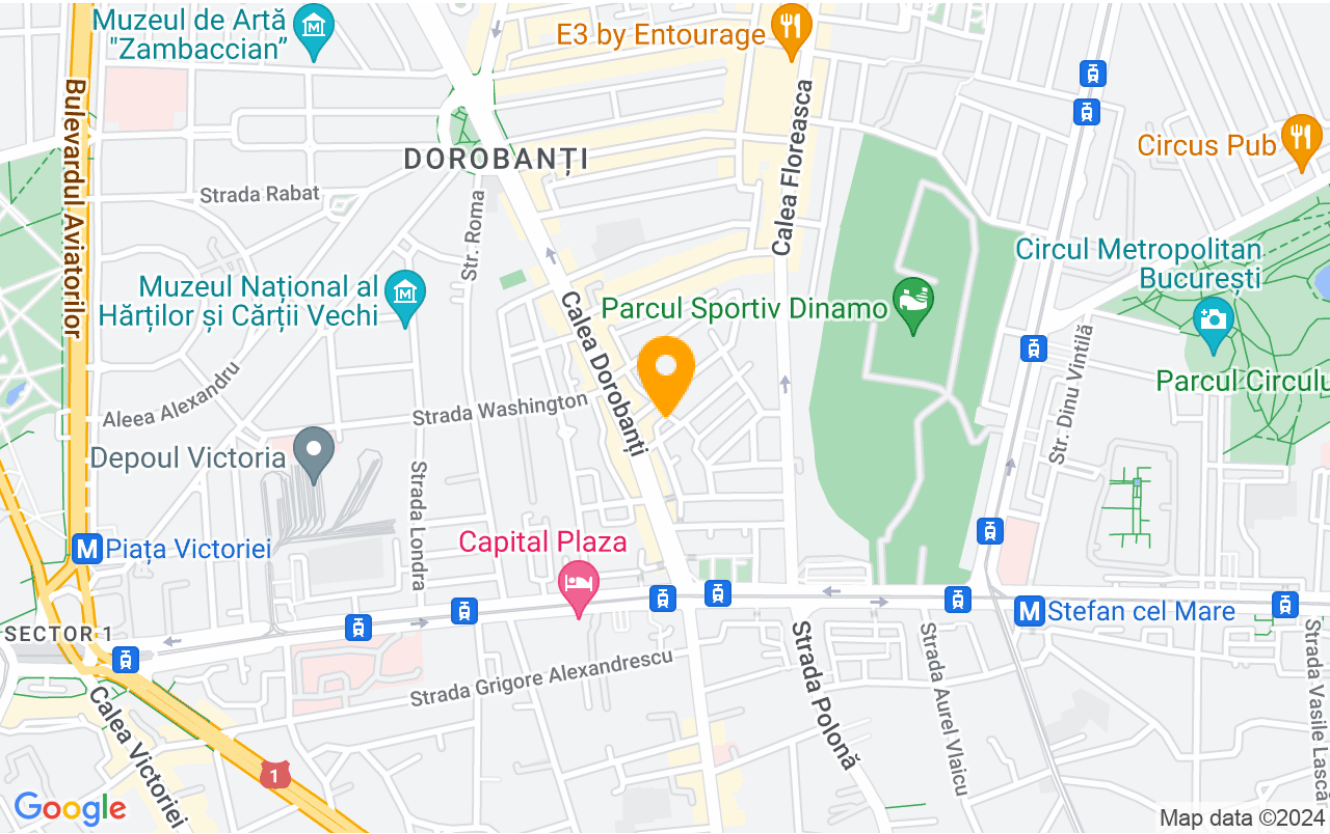 Muzeul de Artă
"Zambaccian”
E3 by Entourage
Bulevardul Aviatorilor
DOROBANȚI
Calea Floreasca
Circus Pub
Strada Rabat
Str. Roma
Circul Metropolitan
București
Muzeul Național al
Hărților și Cărții Vechi
Parcul Sportiv Dinamo
Calea Dorobanți
Str. Dinu Vintilă
Parcul Circulu
Aleea Alexandru
Strada Washington
Depoul Victoria
Strada Londra
M
Piața Victoriei
Capital Plaza
M
Stefan cel Mare
SECTOR 1
Strada Grigore Alexandrescu
Strada Polonă
Strada Aurel Vlaicu
Strada Vasile Lascăr
Calea Victoriei
1
Google
Map data ©2024